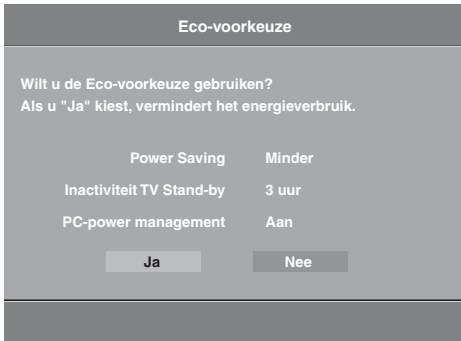 Eco-voorkeuze
Wilt u de Eco-voorkeuze gebruiken?
Als u "Ja" kiest, vermindert het energieverbruik.
Power Saving Minder
Inactiviteit TV Stand-by 3 uur
PC-power management Aan
Ja Nee